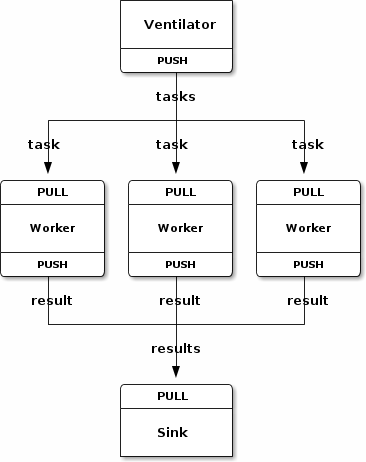 Ventilator
PUSH
tasks
task task task
PULL PULL PULL
Worker Worker Worker
PUSH PUSH PUSH
result result result
results
PULL
Sink